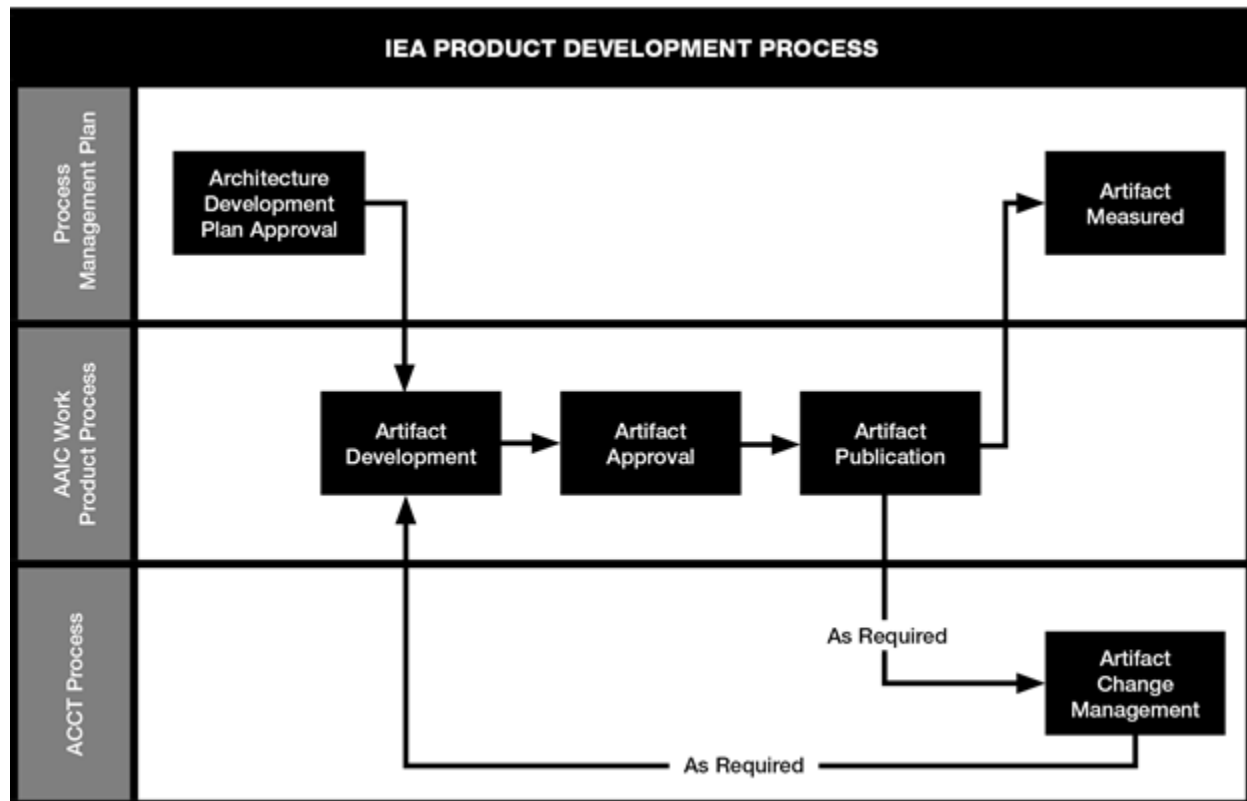 IEA PRODUCT DEVELOPMENT PROCESS
Process
Management Plan
Architecture
Development
Plan Approval
Artifact
Measured
AAIC Work
Product Process
Artifact
Development
Artifact
Approval
Artifact
Publication
ACCT Process
As Required
Artifact
Change
Management
As Required